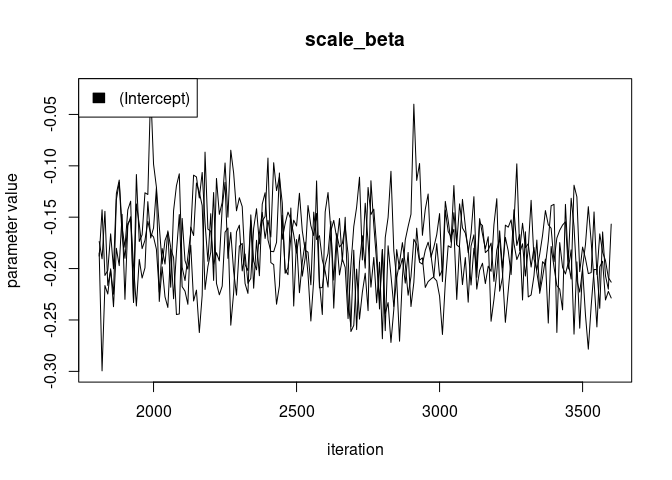 scale_beta
(Intercept)
parameter value
-0.05
-0.10
-0.15
-0.20
-0.25
-0.30
2000 2500 3000 3500
iteration